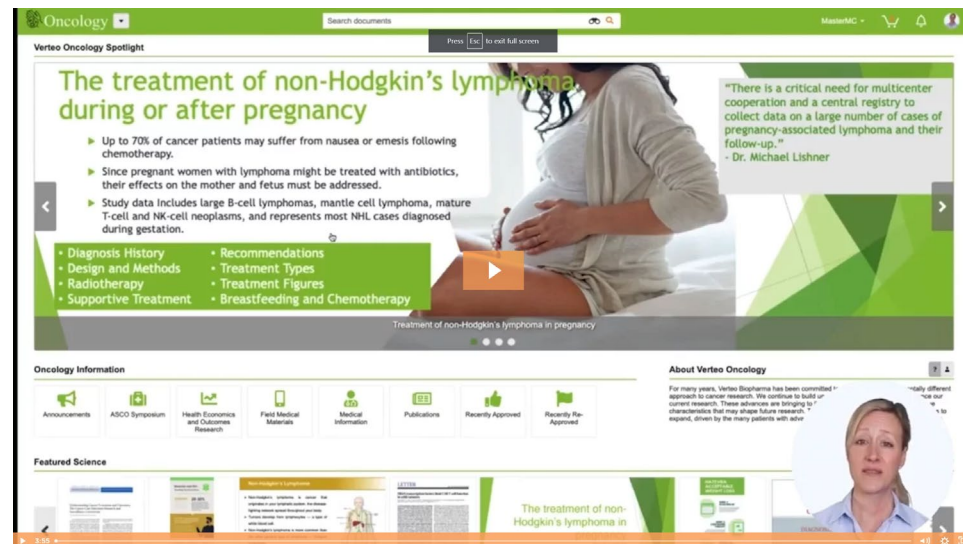 Oncology
Search documents
MasterMC
Press Esc to exit full screen
Verteo Oncology Spotlight
The treatment of non-Hodgkin's lymphoma
during or after pregnancy
Up to 70% of cancer patients may suffer from nausea or emesis following
chemotherapy.
Since pregnant women with lymphoma might be treated with antibiotics,
their effects on the mother and fetus must be addressed.
Study data Includes large B-cell lymphomas, mantle cell lymphoma, mature
T-cell and NK-cell neoplasms, and represents most NHL cases diagnosed
during gestation.
• Diagnosis History
• Design and Methods
• Radiotherapy
• Supportive Treatment
• Recommendations
• Treatment Types
• Treatment Figures
• Breastfeeding and Chemotherapy
"There is a critical need for multicenter
cooperation and a central registry to
collect data on a large number of cases of
pregnancy-associated lymphoma and their
follow-up."
- Dr. Michael Lishner
Treatment of non-Hodgkin's lymphoma in pregnancy
Oncology Information
Announcements
ASCO Symposium
Health Economics
and Outcomes
Research
Field Medical
Materials
Medical
Information
Publications
Recently Approved
Recently Re-
Approved
About Verteo Oncology
?
For many years, Verteo Biopharma has been committed
tally different
approach to cancer research. We continue to build
our
current research. These advances are bringing to
characteristics that may shape future research.
to
expand, driven by the many patients with
Featured Science
Non-Hodgkin's Lymphoma
LETTER
The treatment of non-
Hodgkin's lymphoma in
3:55